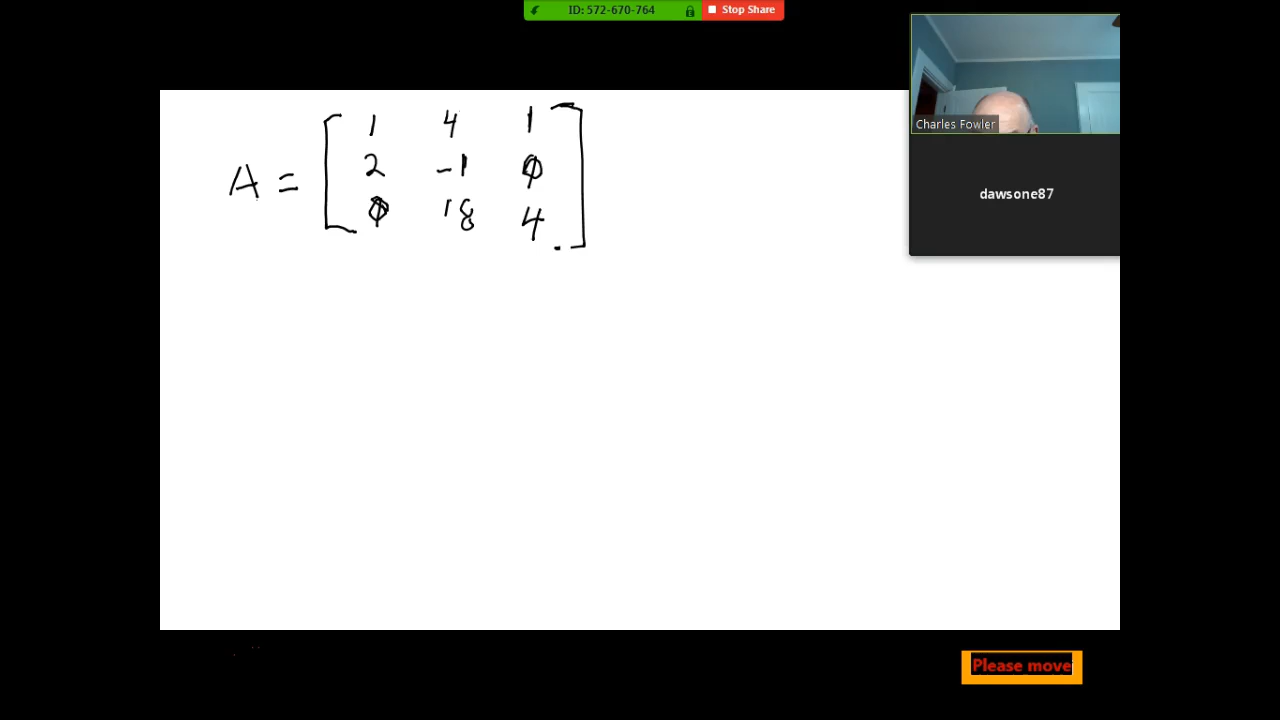 ID: 572-670-764 Stop Share
Charles Fowler
dawsone87
1 4 1
A = 2 -1 0
0 18 4
Please move